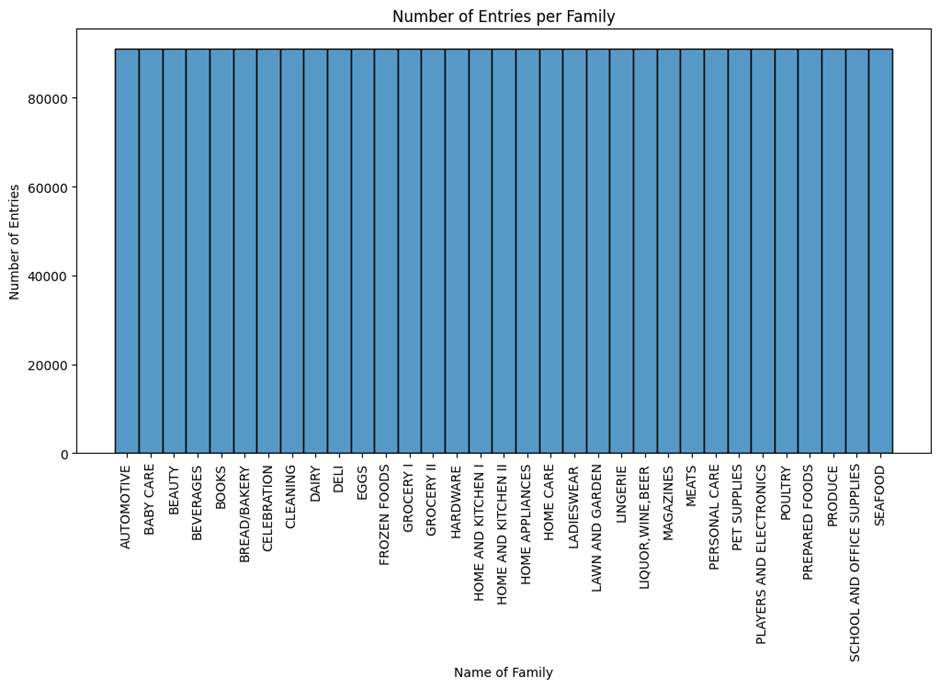 Number of Entries per Family
Number of Entries
80000
60000
40000
20000
0
AUTOMOTIVE
BABY CARE
BEAUTY
BEVERAGES
BOOKS
BREAD/BAKERY
CELEBRATION
CLEANING
DAIRY
DELI
EGGS
FROZEN FOODS
GROCERY I
GROCERY II
HARDWARE
HOME AND KITCHEN I
HOME AND KITCHEN II
HOME APPLIANCES
HOME CARE
LADIESWEAR
LAWN AND GARDEN
LINGERIE
LIQUOR,WINE,BEER
MAGAZINES
MEATS
PERSONAL CARE
PET SUPPLIES
PLAYERS AND ELECTRONICS
POULTRY
PREPARED FOODS
PRODUCE
SCHOOL AND OFFICE SUPPLIES
SEAFOOD
Name of Family